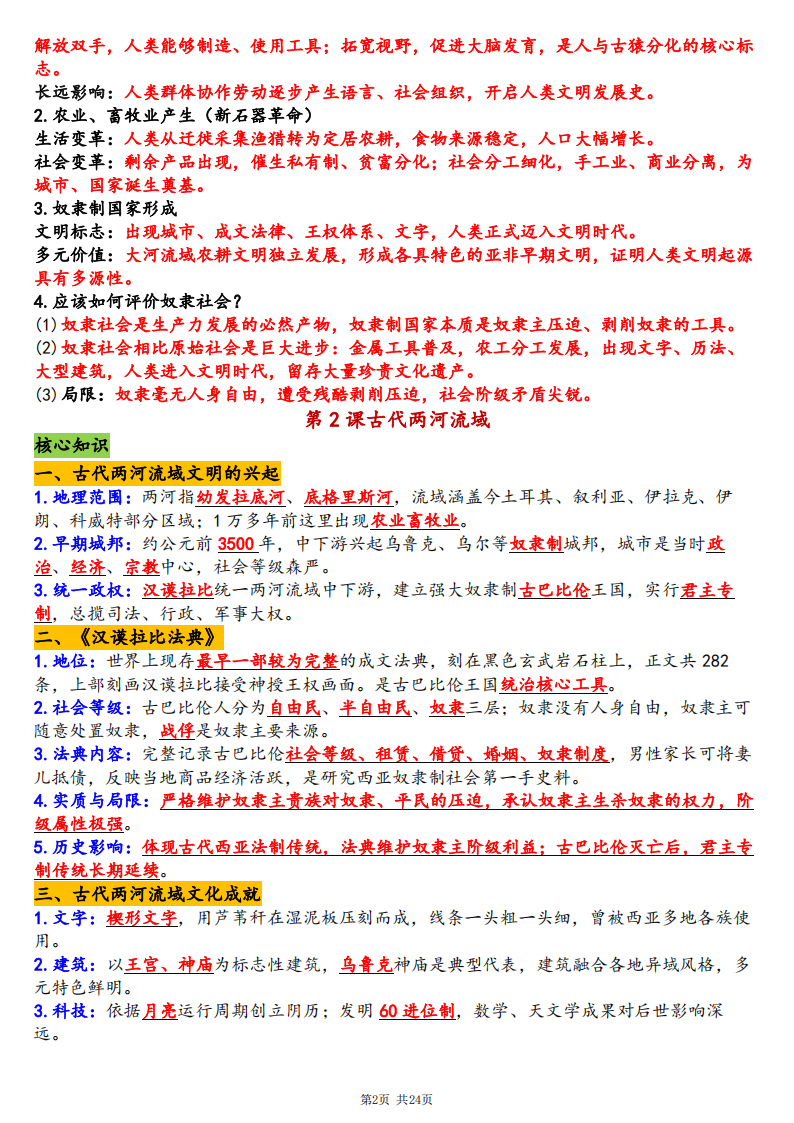 解放双手，人类能够制造、使用工具；拓宽视野，促进大脑发育，是人与古猿分化的核心标
志。
长远影响：人类群体协作劳动逐步产生语言、社会组织，开启人类文明发展史。
2.农业、畜牧业产生（新石器革命）
生活变革：人类从迁徙采集渔猎转为定居农耕，食物来源稳定，人口大幅增长。
社会变革：剩余产品出现，催生私有制、贫富分化；社会分工细化，手工业、商业分离，为
城市、国家诞生奠基。
3.奴隶制国家形成
文明标志：出现城市、成文法律、王权体系、文字，人类正式迈入文明时代。
多元价值：大河流域农耕文明独立发展，形成各具特色的亚非早期文明，证明人类文明起源
具有多源性。
4.应该如何评价奴隶社会？
(1)奴隶社会是生产力发展的必然产物，奴隶制国家本质是奴隶主压迫、剥削奴隶的工具。
(2)奴隶社会相比原始社会是巨大进步：金属工具普及，农工分工发展，出现文字、历法、
大型建筑，人类进入文明时代，留存大量珍贵文化遗产。
(3)局限：奴隶毫无人身自由，遭受残酷剥削压迫，社会阶级矛盾尖锐。
第2课古代两河流域
核心知识
一、古代两河流域文明的兴起
1.地理范围：两河指幼发拉底河、底格里斯河，流域涵盖今土耳其、叙利亚、伊拉克、伊
朗、科威特部分区域；1万多年前这里出现农业畜牧业。
2.早期城邦：约公元前3500年，中下游兴起乌鲁克、乌尔等奴隶制城邦，城市是当时政
治、经济、宗教中心，社会等级森严。
3.统一政权：汉谟拉比统一两河流域中下游，建立强大奴隶制古巴比伦王国，实行君主专
制，总揽司法、行政、军事大权。
二、《汉谟拉比法典》
1.地位：世界上现存最早一部较为完整的成文法典，刻在黑色玄武岩石柱上，正文共282
条，上部刻画汉谟拉比接受神授王权画面。是古巴比伦王国统治核心工具。
2.社会等级：古巴比伦人分为自由民、半自由民、奴隶三层；奴隶没有人身自由，奴隶主可
随意处置奴隶，战俘是奴隶主要来源。
3.法典内容：完整记录古巴比伦社会等级、租赁、借贷、婚姻、奴隶制度，男性家长可将妻
儿抵债，反映当地商品经济活跃，是研究西亚奴隶制社会第一手史料。
4.实质与局限：严格维护奴隶主贵族对奴隶、平民的压迫，承认奴隶主生杀奴隶的权力，阶
级属性极强。
5.历史影响：体现古代西亚法制传统，法典维护奴隶主阶级利益；古巴比伦灭亡后，君主专
制传统长期延续。
三、古代两河流域文化成就
1.文字：楔形文字，用芦苇秆在湿泥板压刻而成，线条一头粗一头细，曾被西亚多地各族使
用。
2.建筑：以王宫、神庙为标志性建筑，乌鲁克神庙是典型代表，建筑融合各地异域风格，多
元特色鲜明。
3.科技：依据月亮运行周期创立阴历；发明60进位制，数学、天文学成果对后世影响深
远。
第2页 共24页